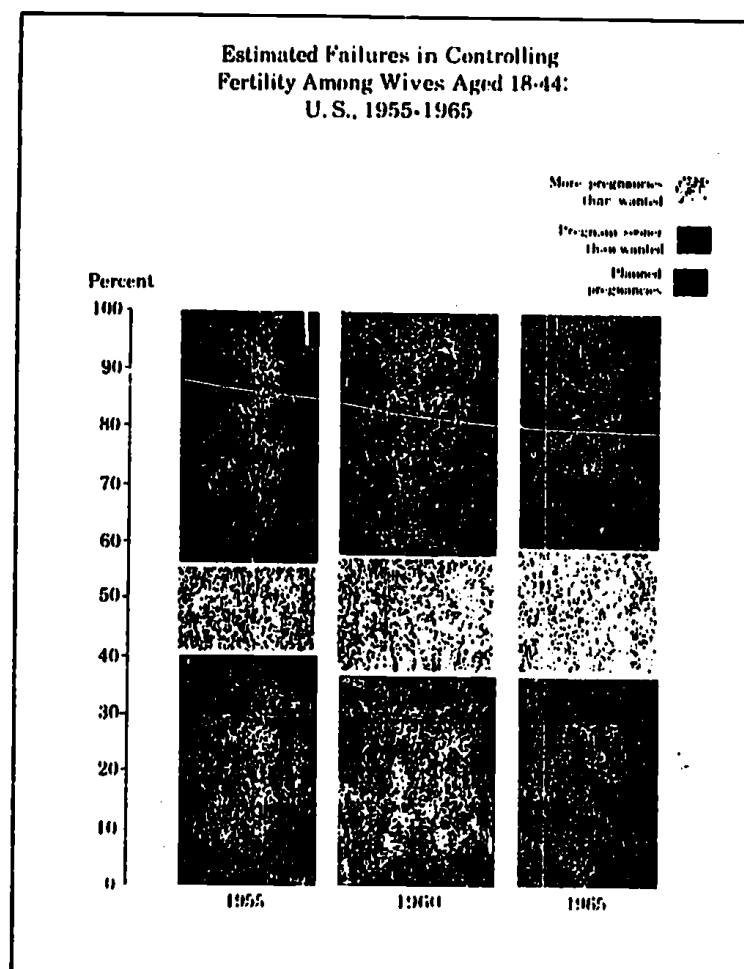 Estimated Failures in Controlling
Fertility Among Wives Aged 18-44:
U.S., 1955-1965
More pregnancies
than wanted
Pregnant sooner
than wanted
Planned
pregnancies
Percent
100
90
80
70
60
50
40
30
20
10
0
1955
1960
1965